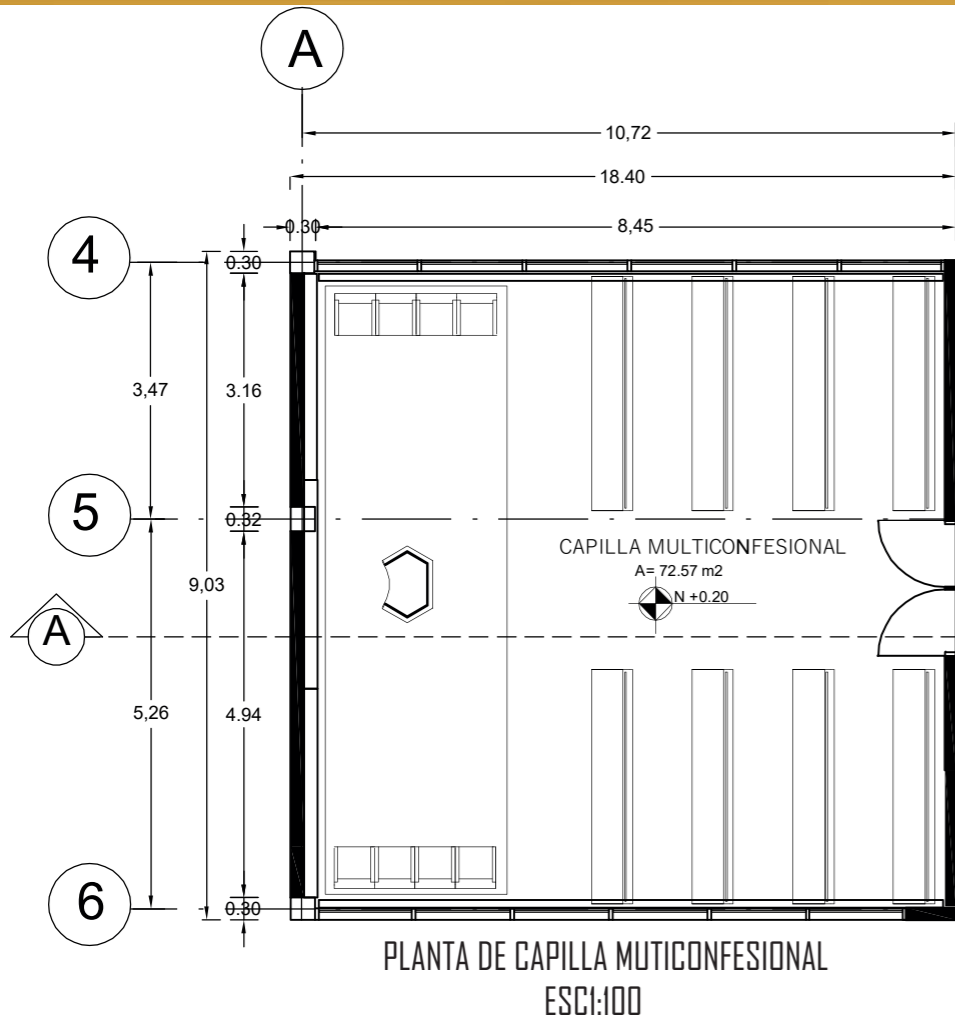 A
10,72
18.40
0.30
8,45
4
0.30
3,47
3.16
5
0.32
CAPILLA MULTICONFESIONAL
A= 72.57 m2
9,03
N +0.20
A
5,26
4.94
6
0.30
PLANTA DE CAPILLA MUTICONFESIONAL
ESC1:100